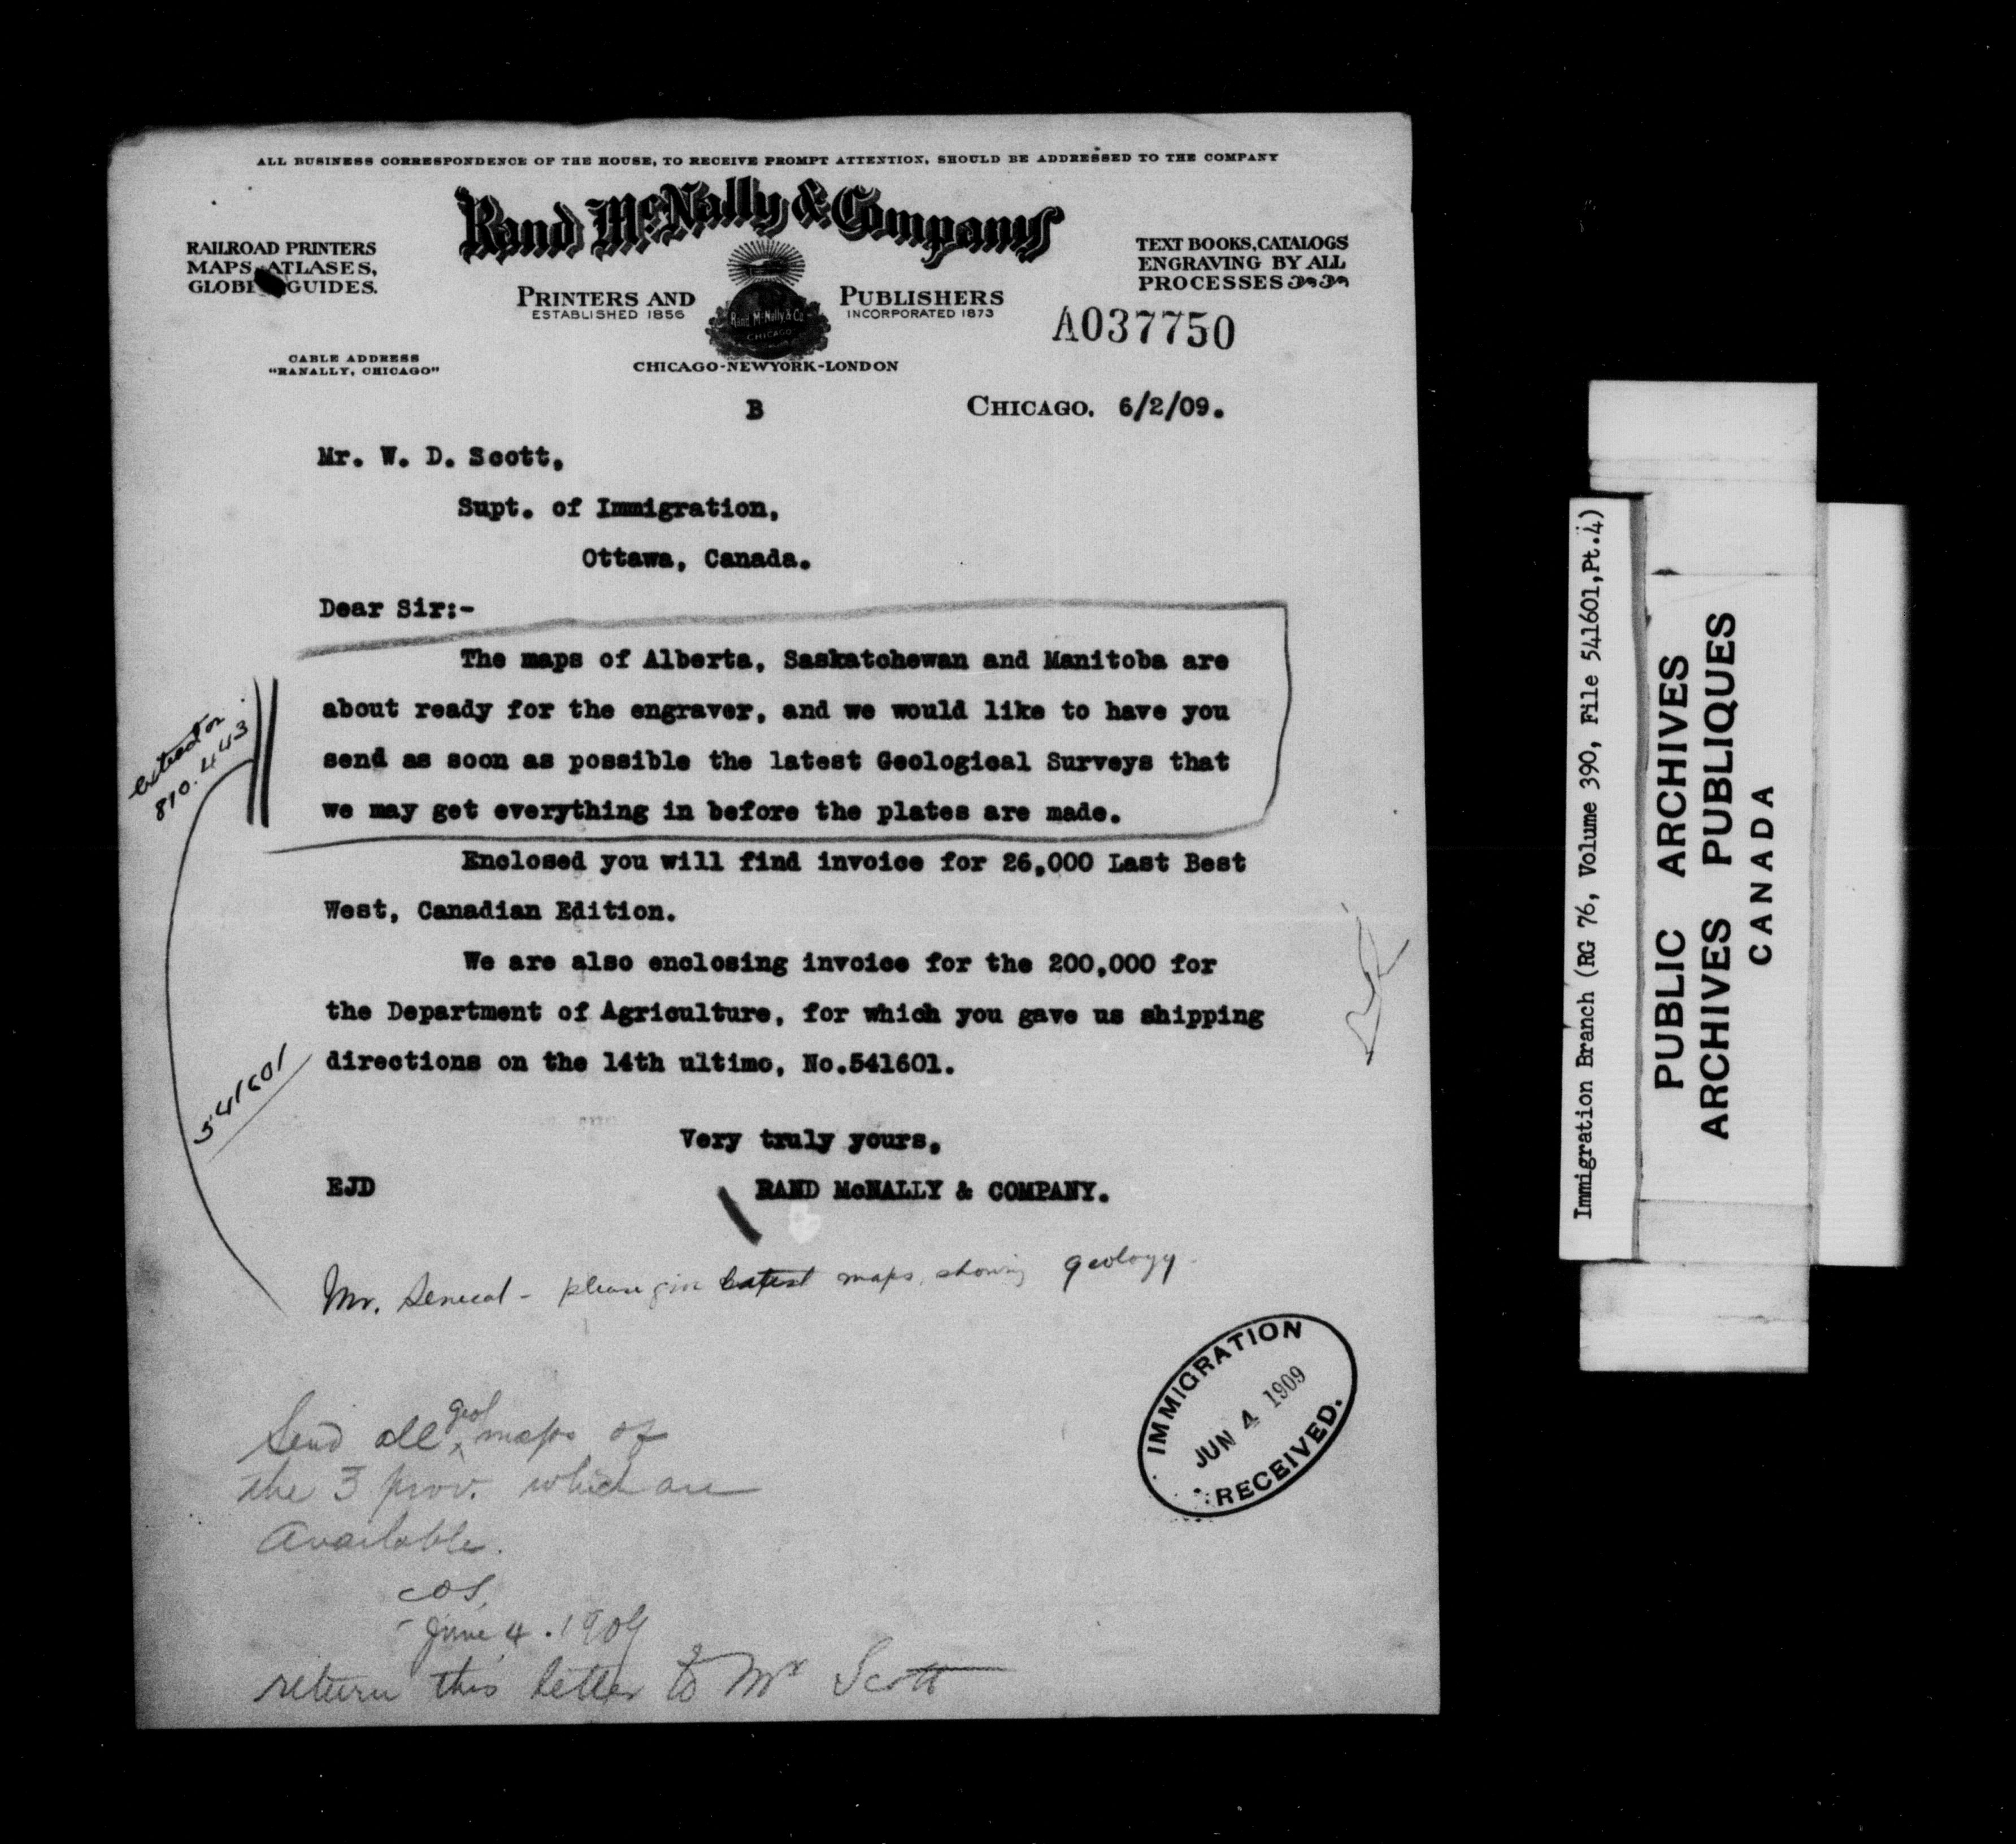 ALL BUSINESS CORRESPONDENCE OF THE HOUSE, TO RECEIVE PROMPT ATTENTION, SHOULD BE ADDRESSED TO THE COMPANY
Rand McNally & Company
RAILROAD PRINTERS
MAPS, ATLASES,
GLOBE GUIDES.
PRINTERS AND
ESTABLISHED 1856
Rand McNally & Co
CHICAGO
PUBLISHERS
INCORPORATED 1873
TEXT BOOKS, CATALOGS
ENGRAVING BY ALL
PROCESSES
A037750
CABLE ADDRESS
"RANALLY, CHICAGO"
CHICAGO-NEWYORK-LONDON
B
CHICAGO. 6/2/09.
Mr. W. D. Scott,
Supt. of Immigration,
Ottawa, Canada.
Dear Sir:-
The maps of Alberta, Saskatchewan and Manitoba are
about ready for the engraver, and we would like to have you
send as soon as possible the latest Geological Surveys that
we may get everything in before the plates are made.
810.443
Enclosed you will find invoice for 26,000 Last Best
West, Canadian Edition.
We are also enclosing invoice for the 200,000 for
the Department of Agriculture, for which you gave us shipping
directions on the 14th ultimo, No.541601.
541601
Very truly yours,
EJD
RAND McNALLY & COMPANY.
Mr. Senecal - please give latest maps, showing geology.
Send all geol maps of
the 3 prov. which are
available.
June 4. 1909
return this letter to Mr Scott
IMMIGRATION
JUN 4 1909
RECEIVED.
Immigration Branch (RG 76, Volume 390, File 541601,Pt.4)
PUBLIC ARCHIVES
ARCHIVES PUBLIQUES
CANADA